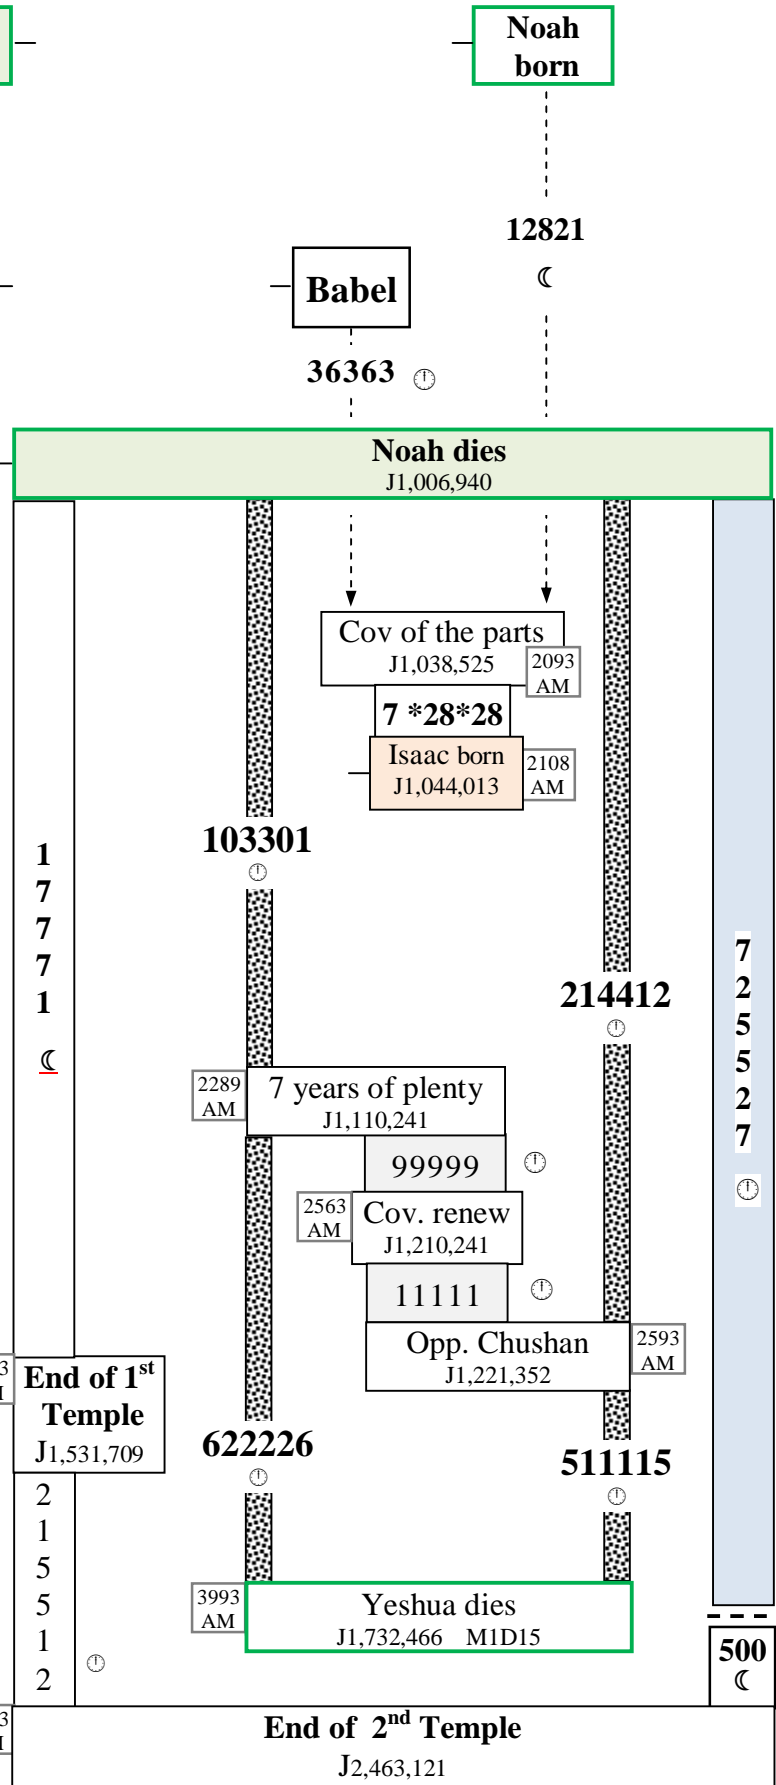 Noah
born
12821
☾
Babel
36363
Noah dies
J1,006,940
Cov of the parts
J1,038,525
2093
AM
7 *28*28
Isaac born
J1,044,013
2108
AM
103301
1
7
7
7
1
☾
7
2
5
5
2
7
214412
2289
AM
7 years of plenty
J1,110,241
99999
2563
AM
Cov. renew
J1,210,241
11111
Opp. Chushan
J1,221,352
2593
AM
3
End of 1st
Temple
J1,531,709
622226
511115
2
1
5
5
1
2
3993
AM
Yeshua dies
J1,732,466 M1D15
500
☾
3
End of 2nd Temple
J2,463,121